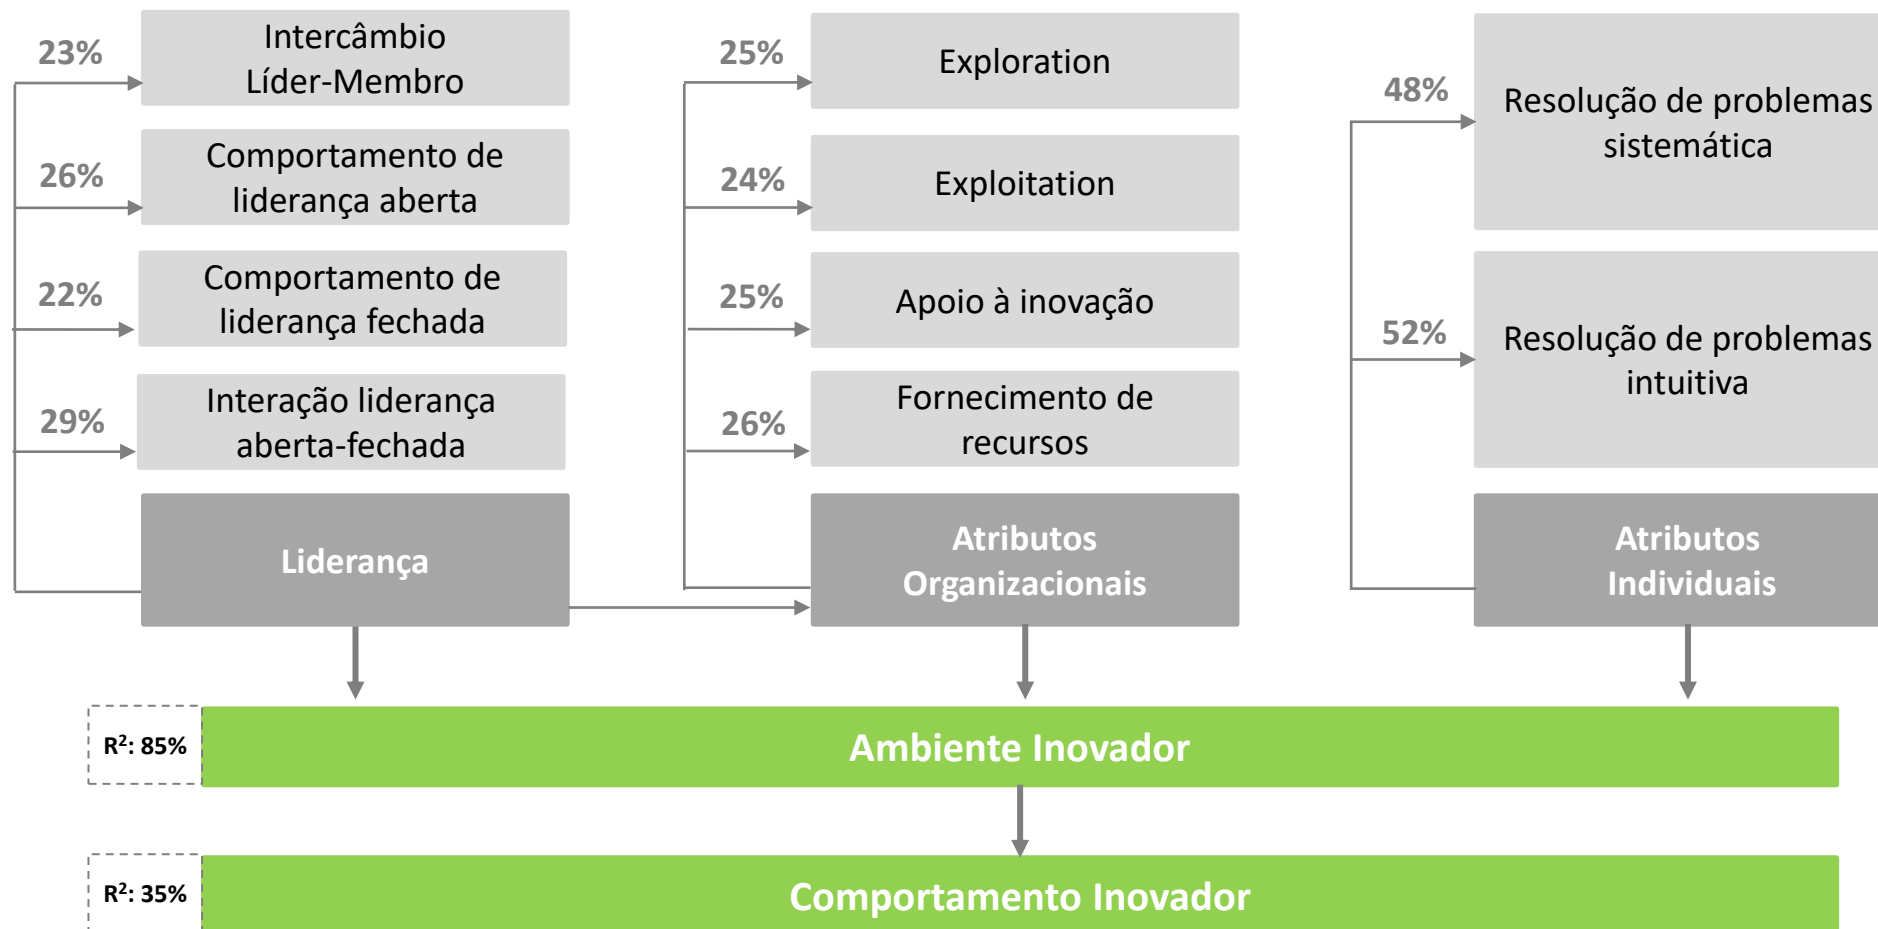 23%
Intercâmbio
Líder-Membro
26%
Comportamento de
liderança aberta
22%
Comportamento de
liderança fechada
29%
Interação liderança
aberta-fechada
Liderança
25%
Exploration
24%
Exploitation
25%
Apoio à inovação
26%
Fornecimento de
recursos
Atributos
Organizacionais
48%
Resolução de problemas
sistemática
52%
Resolução de problemas
intuitiva
Atributos
Individuais
R²: 85%
Ambiente Inovador
R²: 35%
Comportamento Inovador